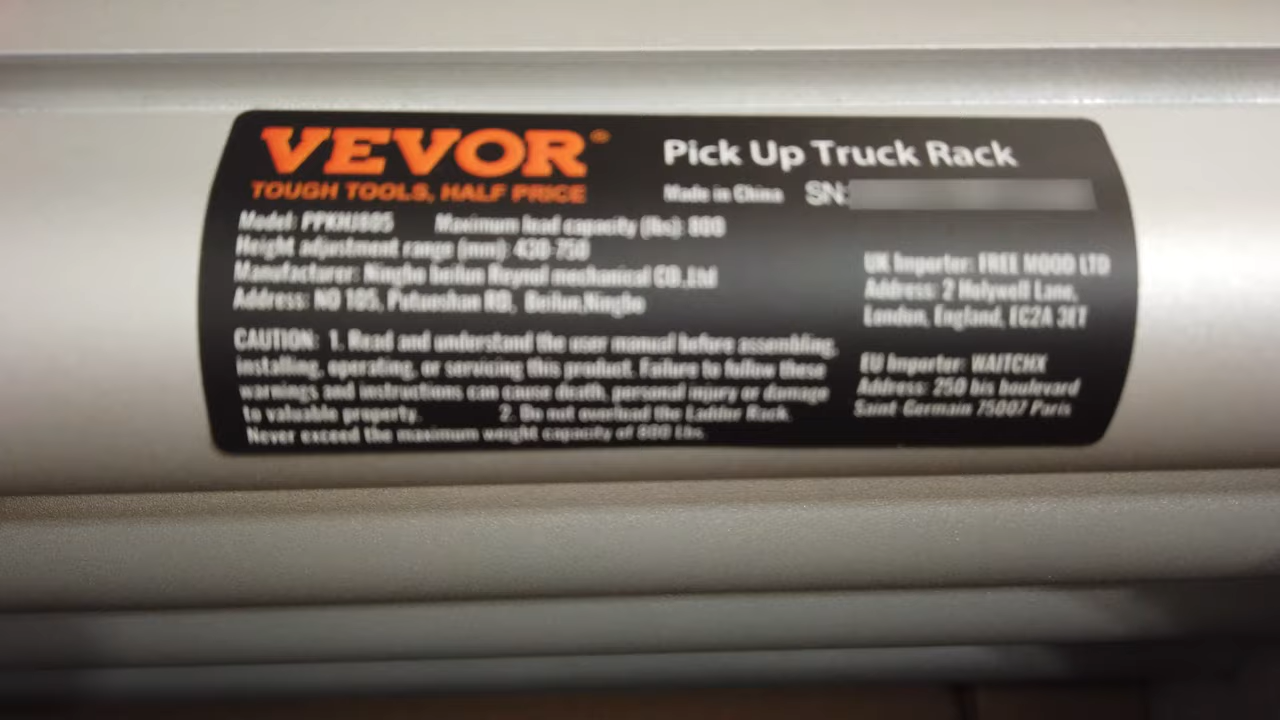 VEVOR®
TOUGH TOOLS, HALF PRICE
Pick Up Truck Rack
Made in China SN:
Model: Maximum load capacity (lbs): 800
Height adjustment range (mm): 430-750
Manufacturer: Ningbo beilun Reynol mechanical CO.,Ltd
Address: NO 105, RD, Beilun,Ningbo
CAUTION: 1. Read and understand the user manual before assembling,
installing, operating, or servicing this product. Failure to follow these
warnings and instructions can cause death, personal injury or damage
to valuable property. 2. Do not overload the Ladder Rack.
Never exceed the maximum weight capacity of 800 Lbs.
UK Importer: FREE MOOD LTD
Address: 2 Holywell Lane,
London, England, EC2A 3ET
EU Importer: WAITCHX
Address: 250 bis boulevard
Saint-Germain 75007 Paris